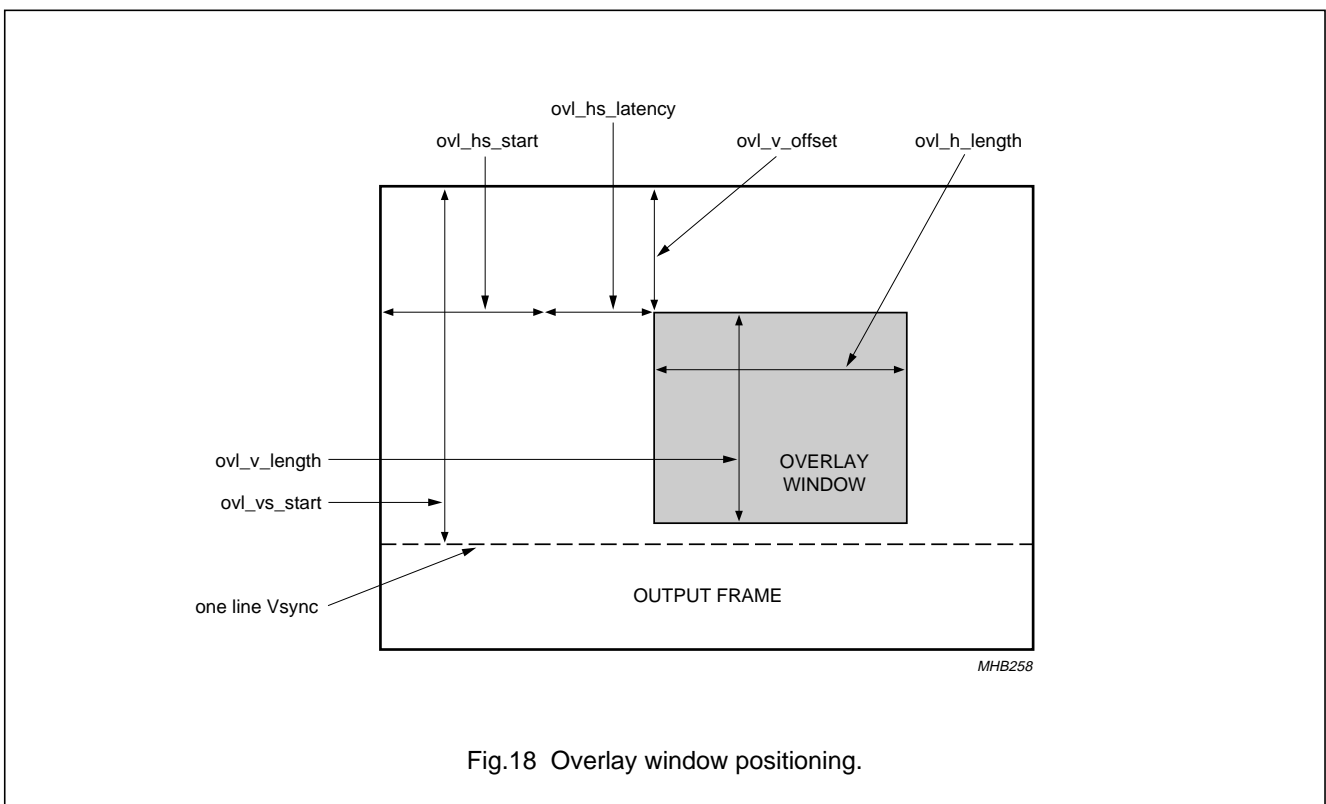 ovl_hs_latency
ovl_hs_start
ovl_v_offset
ovl_h_length
ovl_v_length
OVERLAY
WINDOW
ovl_vs_start
one line Vsync
OUTPUT FRAME
MHB258
Fig.18 Overlay window positioning.